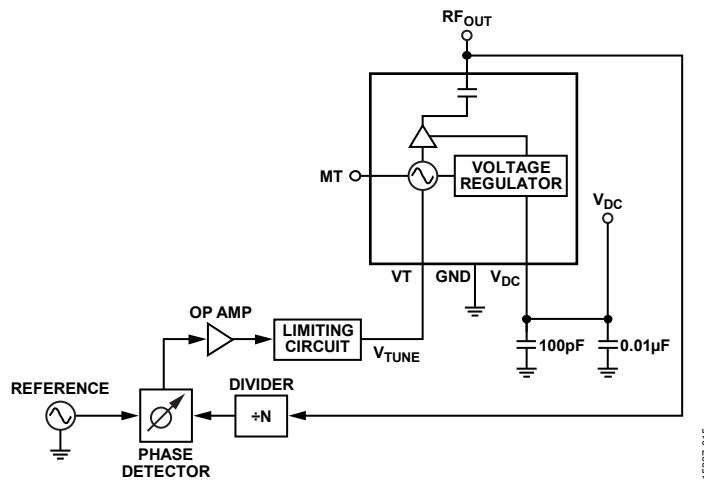 RFOUT
MT
VOLTAGE
REGULATOR
VDC
VT
GND
VDC
OP AMP
LIMITING
CIRCUIT
VTUNE
100pF
0.01µF
REFERENCE
DIVIDER
÷N
PHASE
DETECTOR